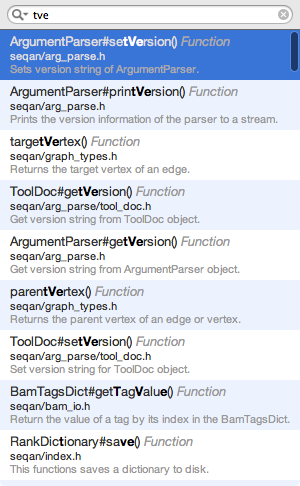 tve
ArgumentParser#setVersion() Function
seqan/arg_parse.h
Sets version string of ArgumentParser.
ArgumentParser#printVersion() Function
seqan/arg_parse.h
Prints the version information of the parser to a stream.
targetVertex() Function
seqan/graph_types.h
Returns the target vertex of an edge.
ToolDoc#getVersion() Function
seqan/arg_parse/tool_doc.h
Get version string from ToolDoc object.
ArgumentParser#getVersion() Function
seqan/arg_parse.h
Get version string from ArgumentParser object.
parentVertex() Function
seqan/graph_types.h
Returns the parent vertex of an edge or vertex.
ToolDoc#setVersion() Function
seqan/arg_parse/tool_doc.h
Set version string for ToolDoc object.
BamTagsDict#getTagValue() Function
seqan/bam_io.h
Return the value of a tag by its index in the BamTagsDict.
RankDictionary#save() Function
seqan/index.h
This functions saves a dictionary to disk.